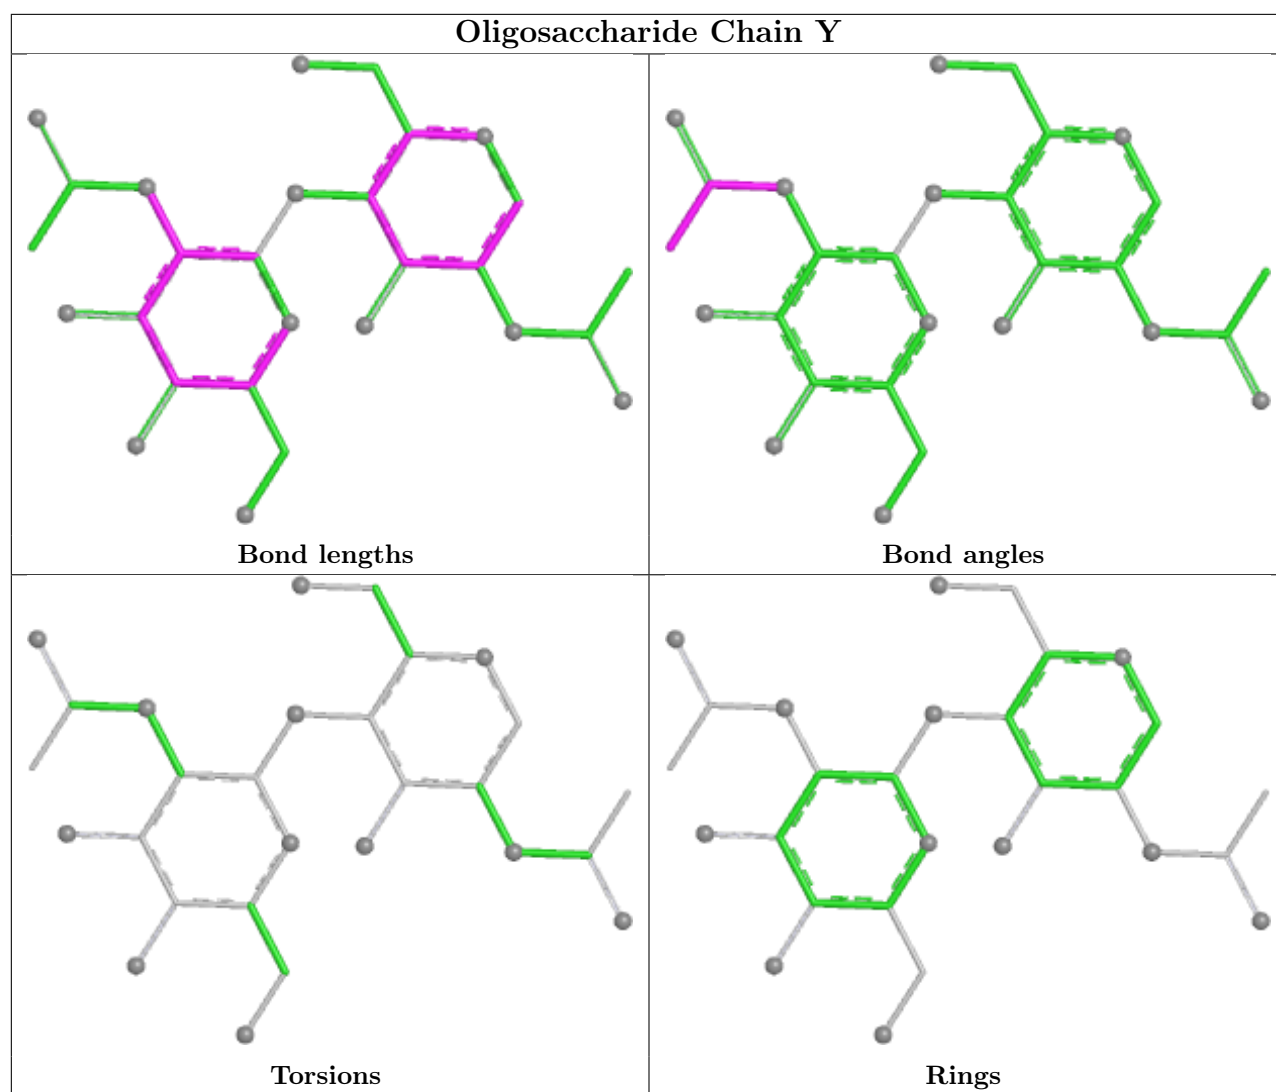 Oligosaccharide Chain Y
Bond lengths
Bond angles
Torsions
Rings